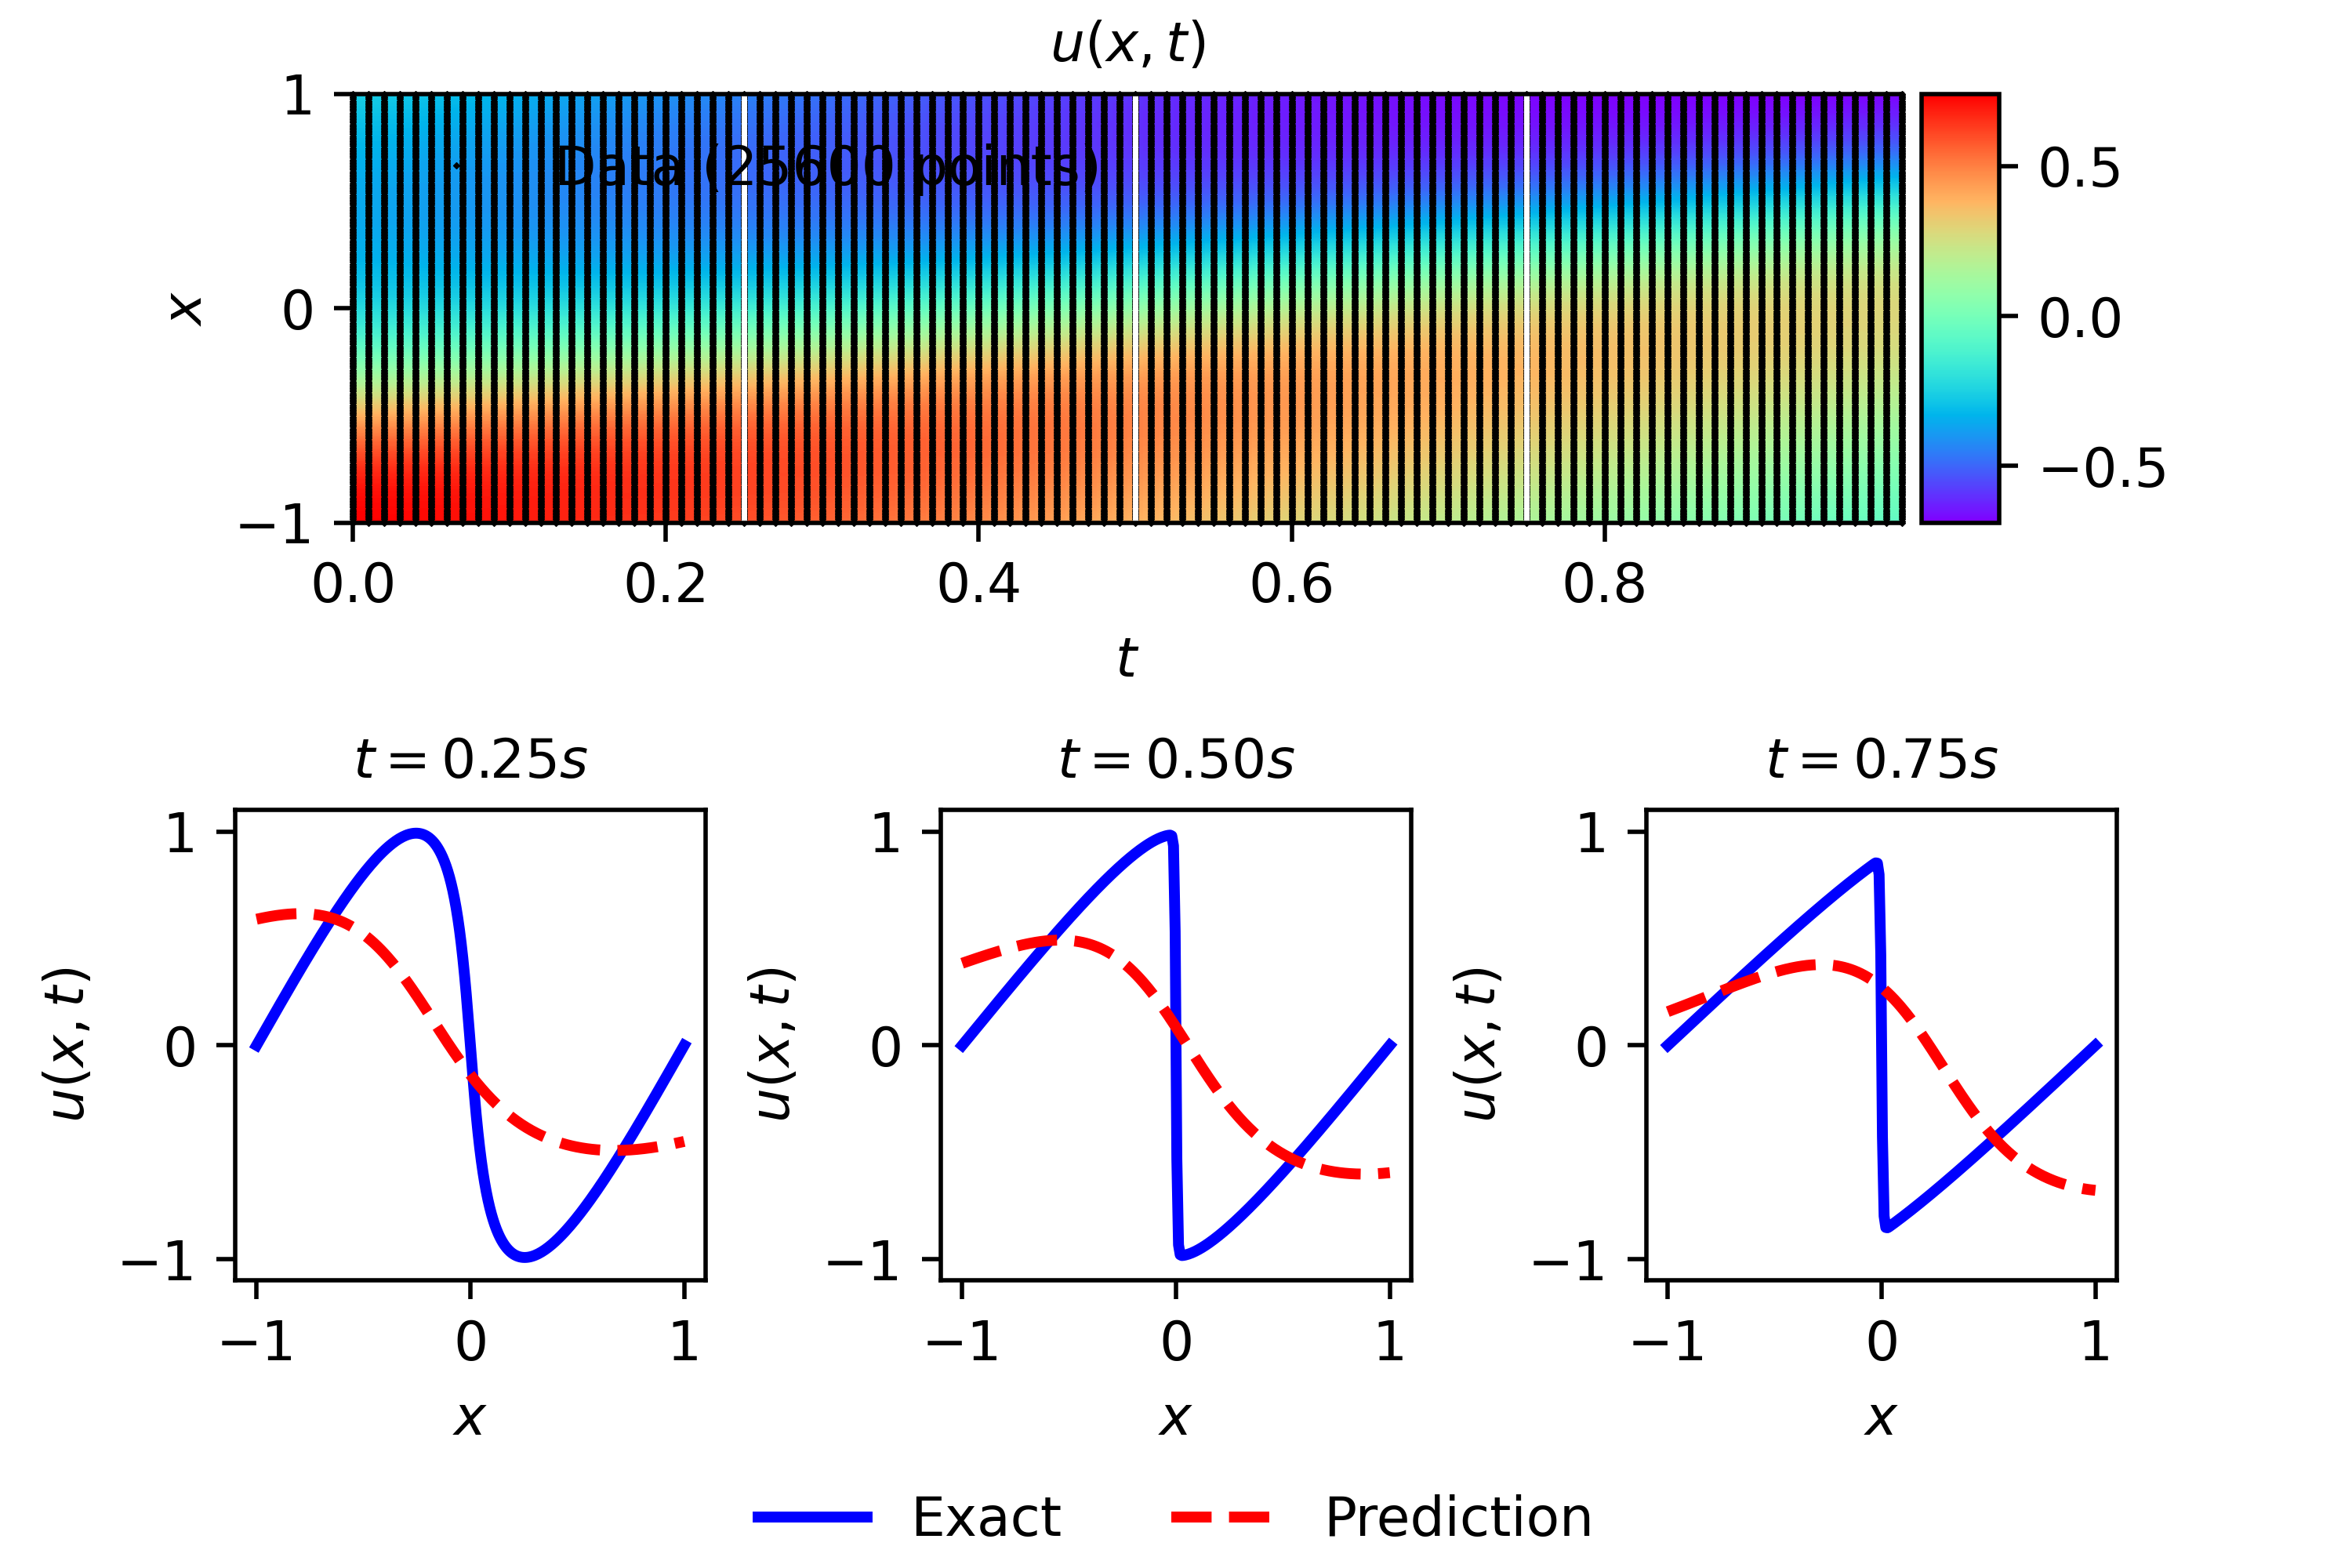 u(x, t)
1
0
−1
x
Data (25600 points)
0.5
0.0
−0.5
0.0 0.2 0.4 0.6 0.8
t
t = 0.25s
1
0
−1
u(x, t)
−1 0 1
x
t = 0.50s
1
0
−1
u(x, t)
−1 0 1
x
t = 0.75s
1
0
−1
u(x, t)
−1 0 1
x
Exact Prediction